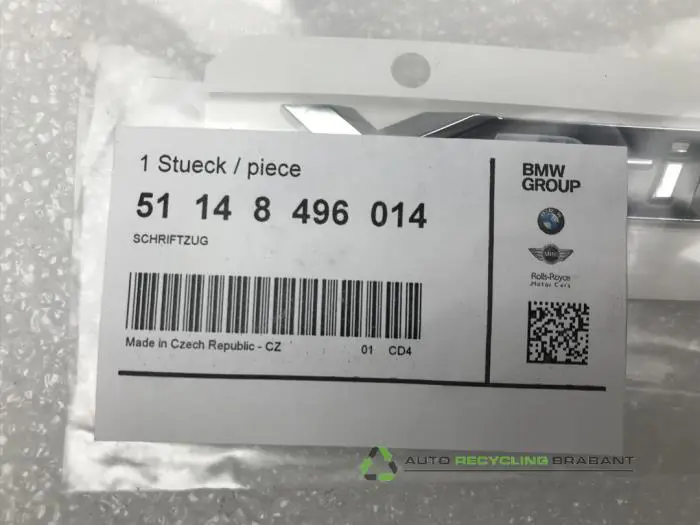 1 Stueck / piece
51 14 8 496 014
SCHRIFTZUG
Made in Czech Republic - CZ
01 CD4
BMW
GROUP
MINI
Rolls-Royce
Motor Cars
AUTO RECYCLING BRABANT